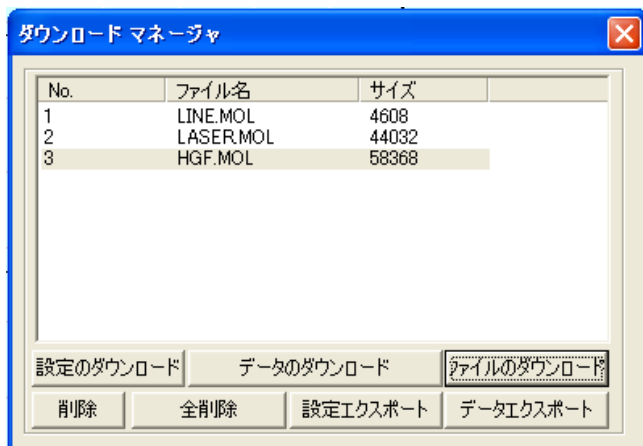 ダウンロード マネージャ
No. ファイル名 サイズ
1 LINE.MOL 4608
2 LASER.MOL 44032
3 HGF.MOL 58368
設定のダウンロード データのダウンロード ファイルのダウンロード
削除 全削除 設定エクスポート データエクスポート